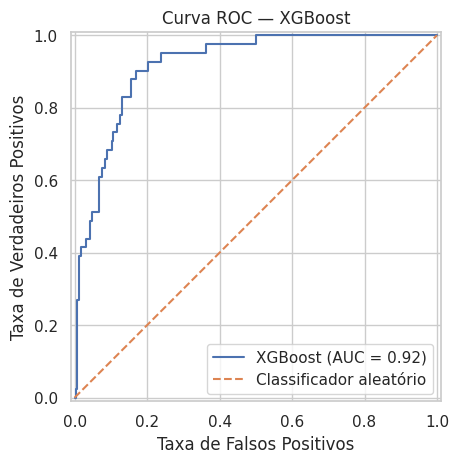 Curva ROC — XGBoost
1.0
0.8
0.6
0.4
0.2
0.0
Taxa de Verdadeiros Positivos
XGBoost (AUC = 0.92)
Classificador aleatório
0.0 0.2 0.4 0.6 0.8 1.0
Taxa de Falsos Positivos